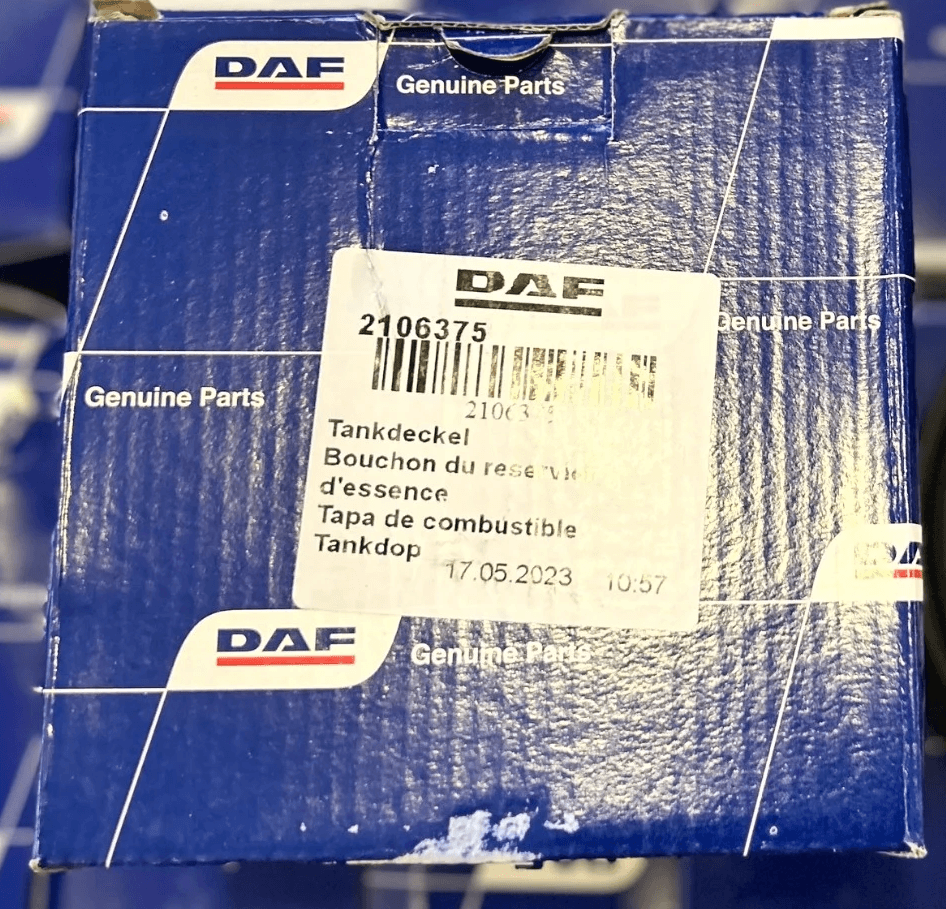 DAF
Genuine Parts
DAF
2106375
Genuine Parts
Genuine Parts
Tankdeckel
Bouchon du
d'essence
Tapa de combustible
Tankdop
17.05.2023 10:57
DAF
Genuine Parts